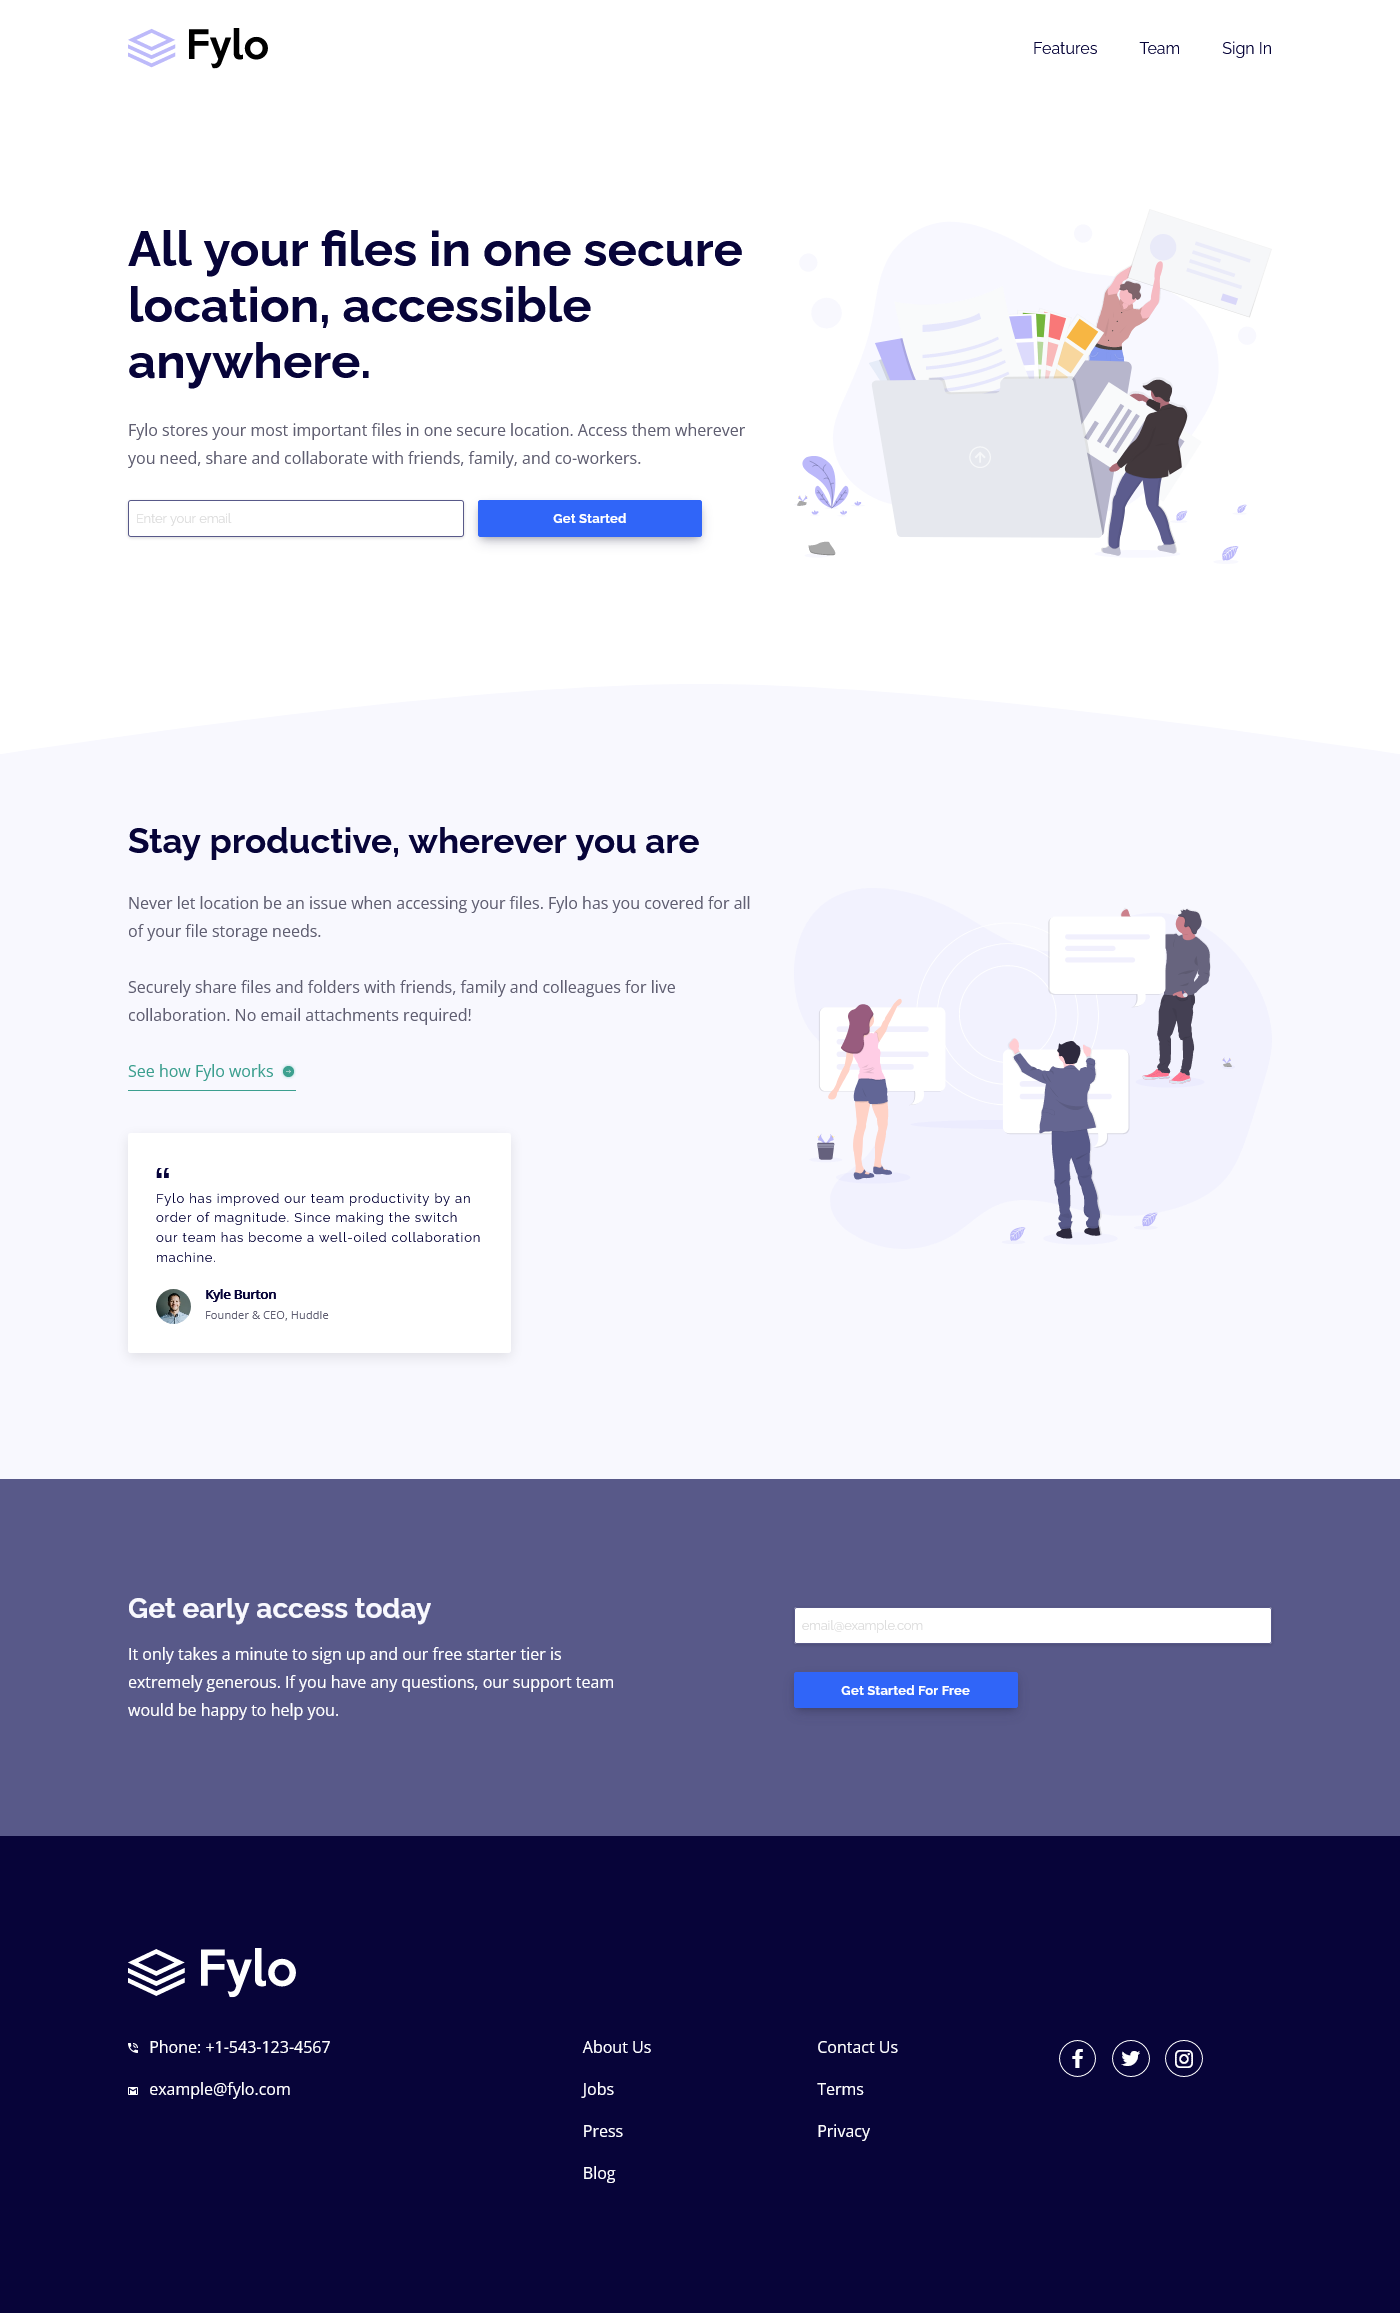 Fylo
Features Team Sign In
All your files in one secure
location, accessible
anywhere.
Fylo stores your most important files in one secure location. Access them wherever
you need, share and collaborate with friends, family, and co-workers.
Enter your email
Get Started
Stay productive, wherever you are
Never let location be an issue when accessing your files. Fylo has you covered for all
of your file storage needs.
Securely share files and folders with friends, family and colleagues for live
collaboration. No email attachments required!
See how Fylo works
“
Fylo has improved our team productivity by an
order of magnitude. Since making the switch
our team has become a well-oiled collaboration
machine.
Kyle Burton
Founder & CEO, Huddle
Get early access today
It only takes a minute to sign up and our free starter tier is
extremely generous. If you have any questions, our support team
would be happy to help you.
email@example.com
Get Started For Free
Fylo
Phone: +1-543-123-4567
example@fylo.com
About Us
Jobs
Press
Blog
Contact Us
Terms
Privacy